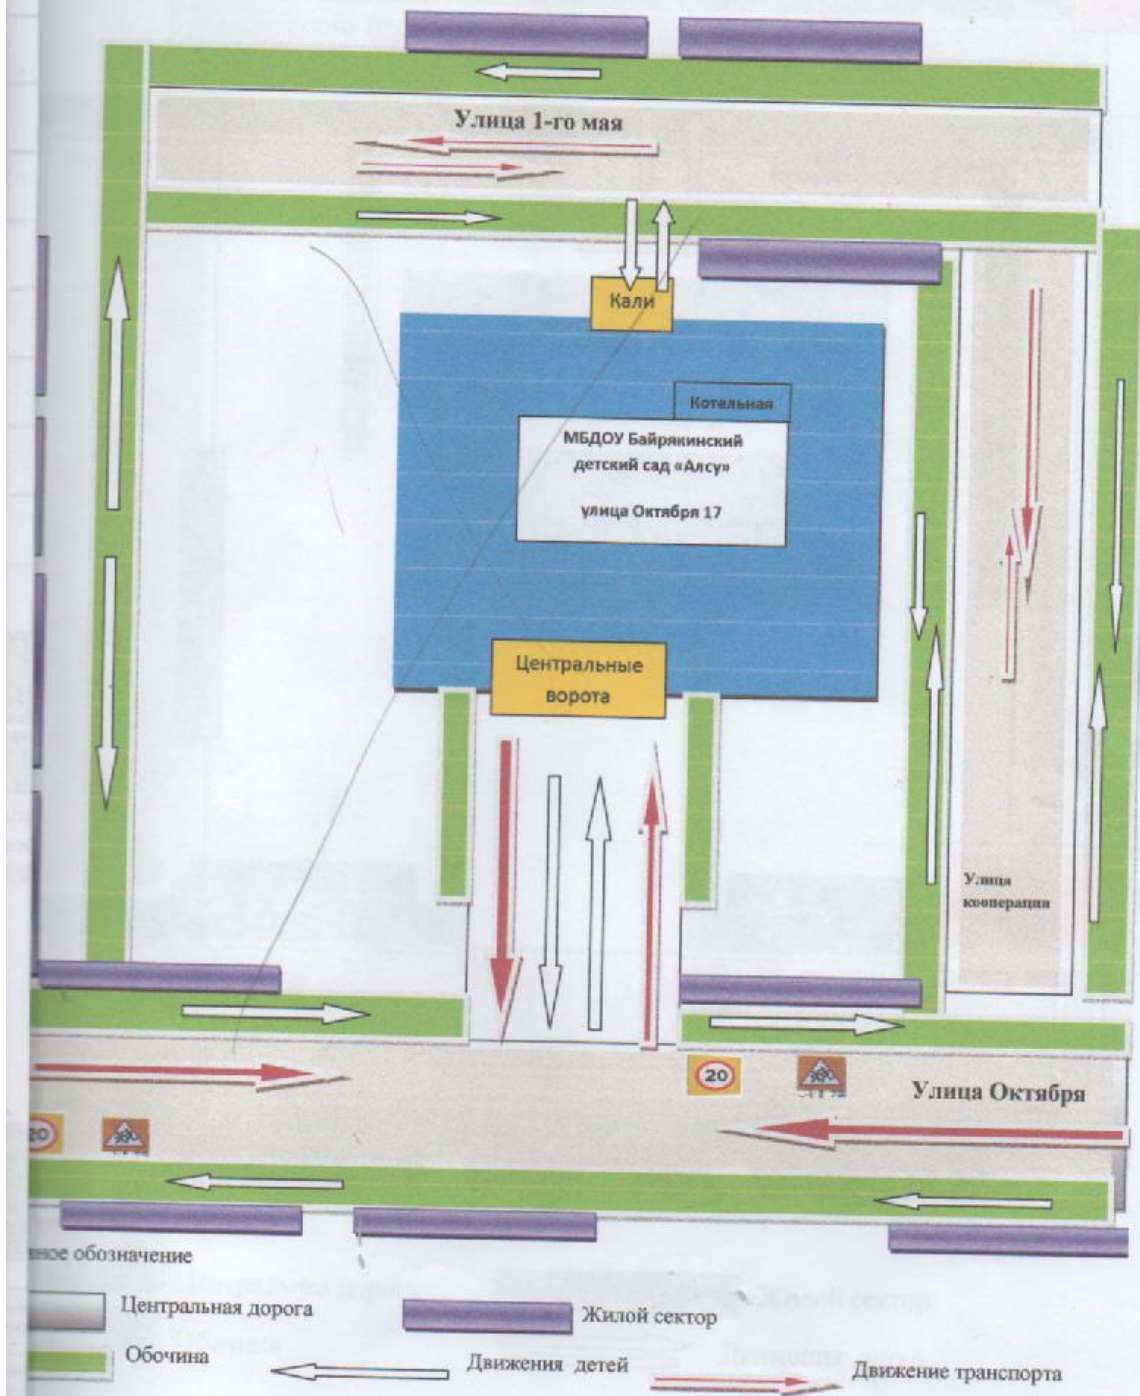 Улица 1-го мая
Кали
Котельная
МБДОУ Байрякинский
детский сад «Алсу»
улица Октября 17
Центральные
ворота
Улица
кооперации
20
Улица Октября
20
обозначение
Центральная дорога
Жилой сектор
Обочина
Движения детей
Движение транспорта